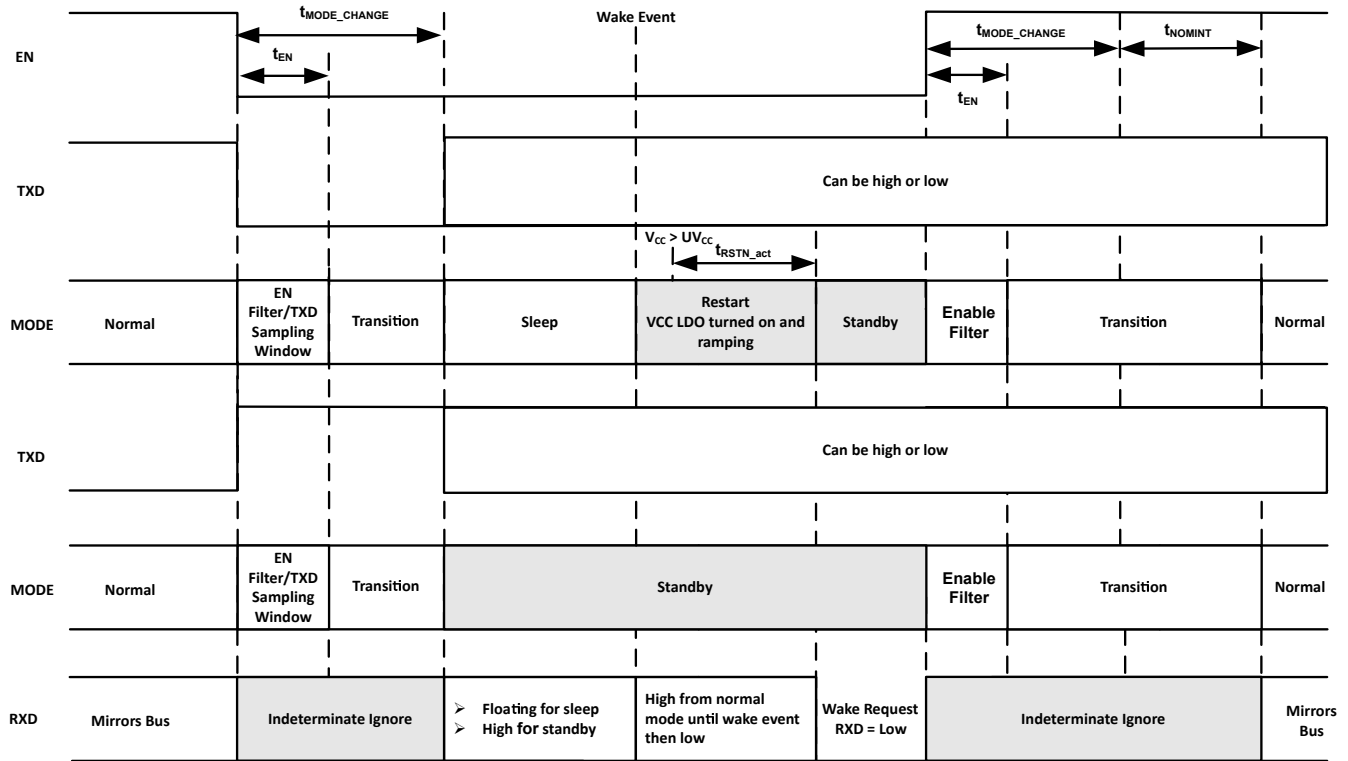 tMODE_CHANGE
Wake Event
tMODE_CHANGE
tNOMINT
EN
tEN
tEN
TXD
Can be high or low
VCC > UVCC
tRSTN_act
MODE
Normal
EN
Filter/TXD
Sampling
Window
Transition
Sleep
Restart
VCC LDO turned on and
ramping
Standby
Enable
Filter
Transition
Normal
TXD
Can be high or low
MODE
Normal
EN
Filter/TXD
Sampling
Window
Transition
Standby
Enable
Filter
Transition
Normal
RXD
Mirrors Bus
Indeterminate Ignore
➢ Floating for sleep
➢ High for standby
High from normal
mode until wake event
then low
Wake Request
RXD = Low
Indeterminate Ignore
Mirrors
Bus